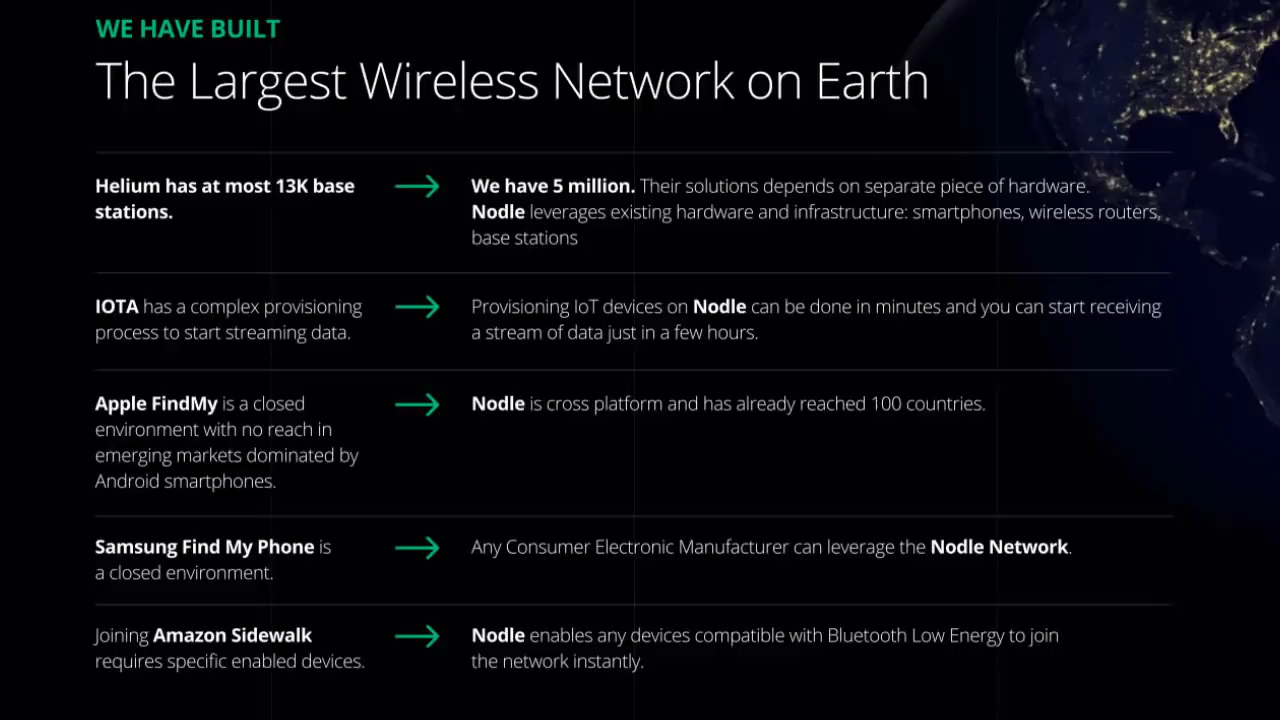 WE HAVE BUILT
The Largest Wireless Network on Earth
Helium has at most 13K base
stations.
We have 5 million. Their solutions depends on separate piece of hardware.
Nodle leverages existing hardware and infrastructure: smartphones, wireless routers,
base stations
IOTA has a complex provisioning
process to start streaming data.
Provisioning IoT devices on Nodle can be done in minutes and you can start receiving
a stream of data just in a few hours.
Apple FindMy is a closed
environment with no reach in
emerging markets dominated by
Android smartphones.
Nodle is cross platform and has already reached 100 countries.
Samsung Find My Phone is
a closed environment.
Any Consumer Electronic Manufacturer can leverage the Nodle Network.
Joining Amazon Sidewalk
requires specific enabled devices.
Nodle enables any devices compatible with Bluetooth Low Energy to join
the network instantly.